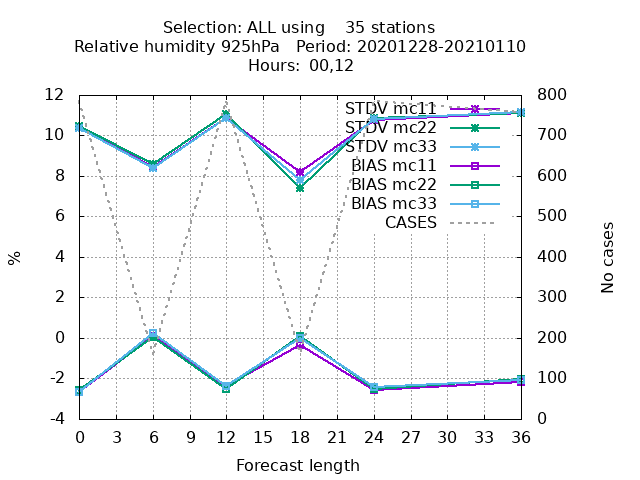 Selection: ALL using    35 stations
Relative humidity 925hPa   Period: 20201228-20210110
Hours: 00,12
12
10
8
6
4
2
0
-2
-4
%
800
700
600
500
400
300
200
100
0
No cases
STDV mc11
STDV mc22
STDV mc33
BIAS mc11
BIAS mc22
BIAS mc33
CASES
0 3 6 9 12 15 18 21 24 27 30 33 36
Forecast length